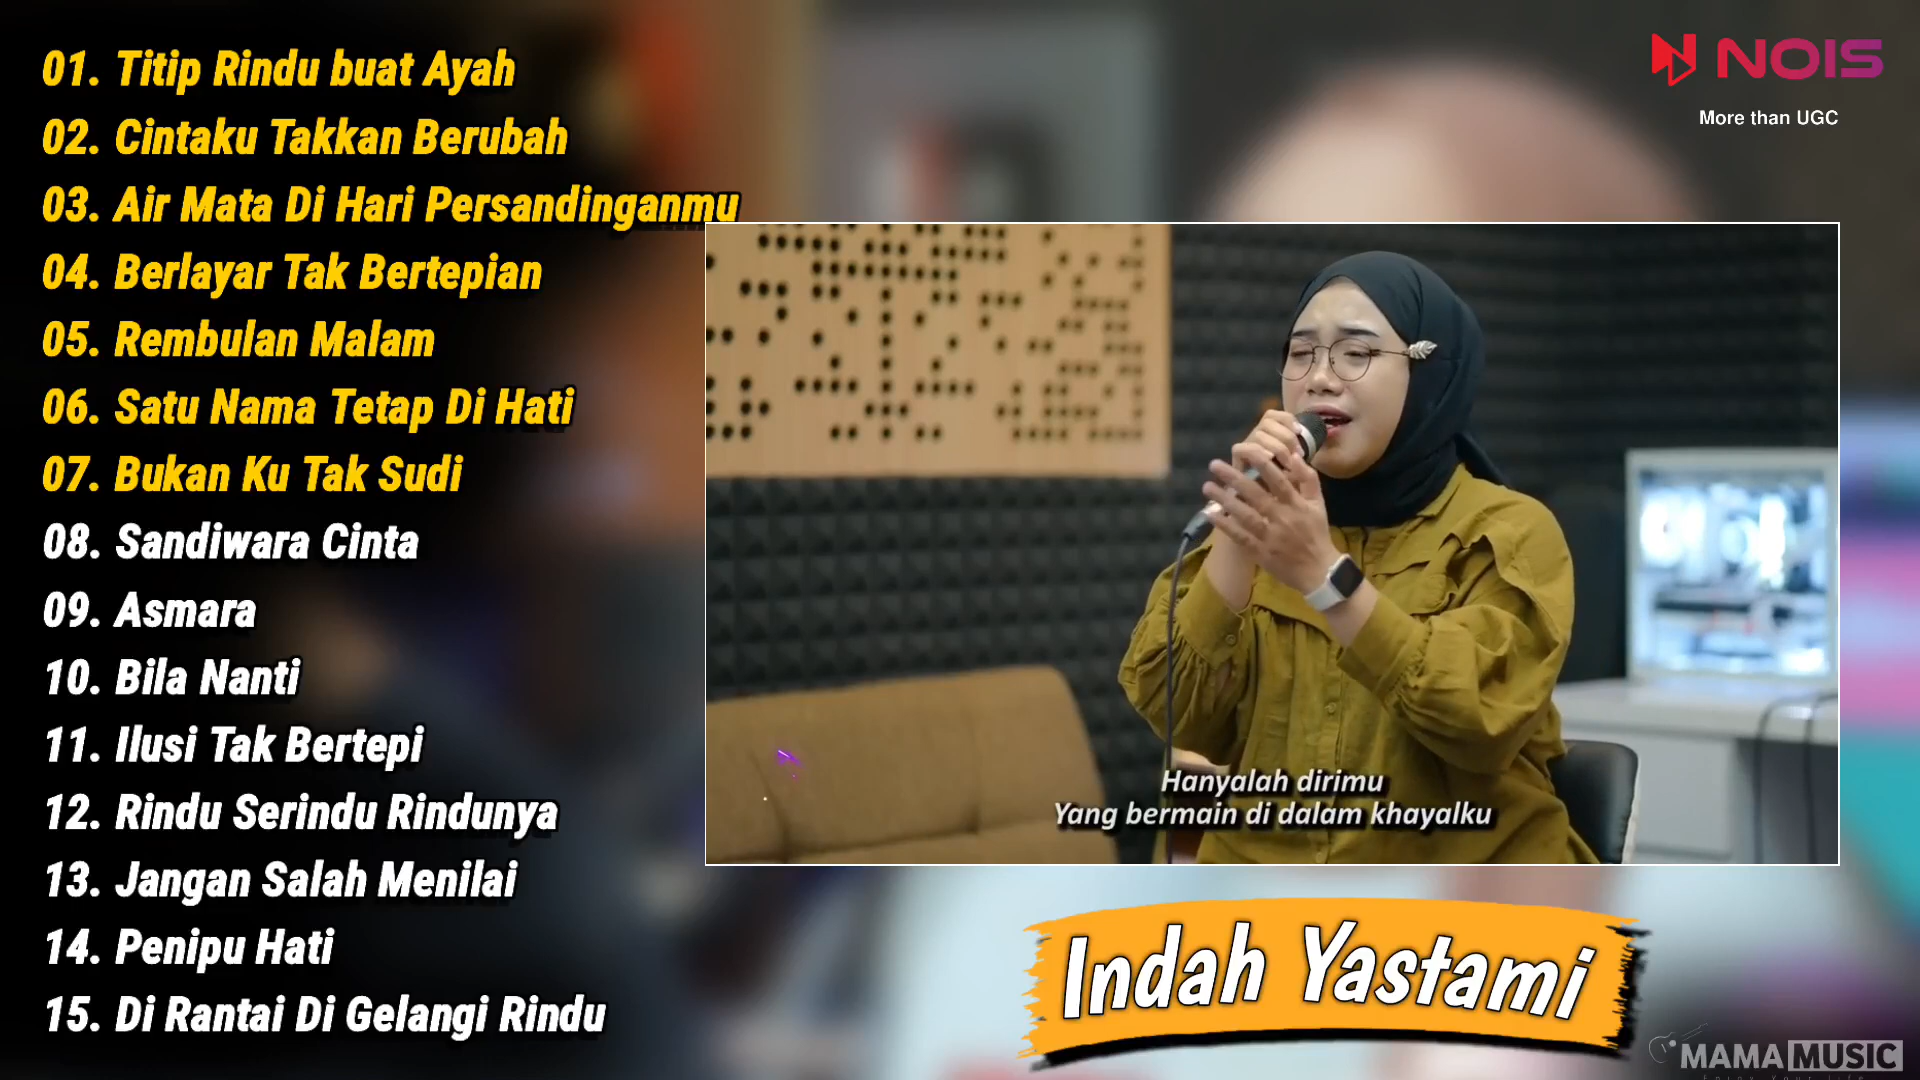 01. Titip Rindu buat Ayah
02. Cintaku Takkan Berubah
03. Air Mata Di Hari Persandinganmu
04. Berlayar Tak Bertepian
05. Rembulan Malam
06. Satu Nama Tetap Di Hati
07. Bukan Ku Tak Sudi
08. Sandiwara Cinta
09. Asmara
10. Bila Nanti
11. Ilusi Tak Bertepi
12. Rindu Serindu Rindunya
13. Jangan Salah Menilai
14. Penipu Hati
15. Di Rantai Di Gelangi Rindu
NOIS
More than UGC
Hanyalah dirimu
Yang bermain di dalam khayalku
Indah Yastami
MAMAMUSIC